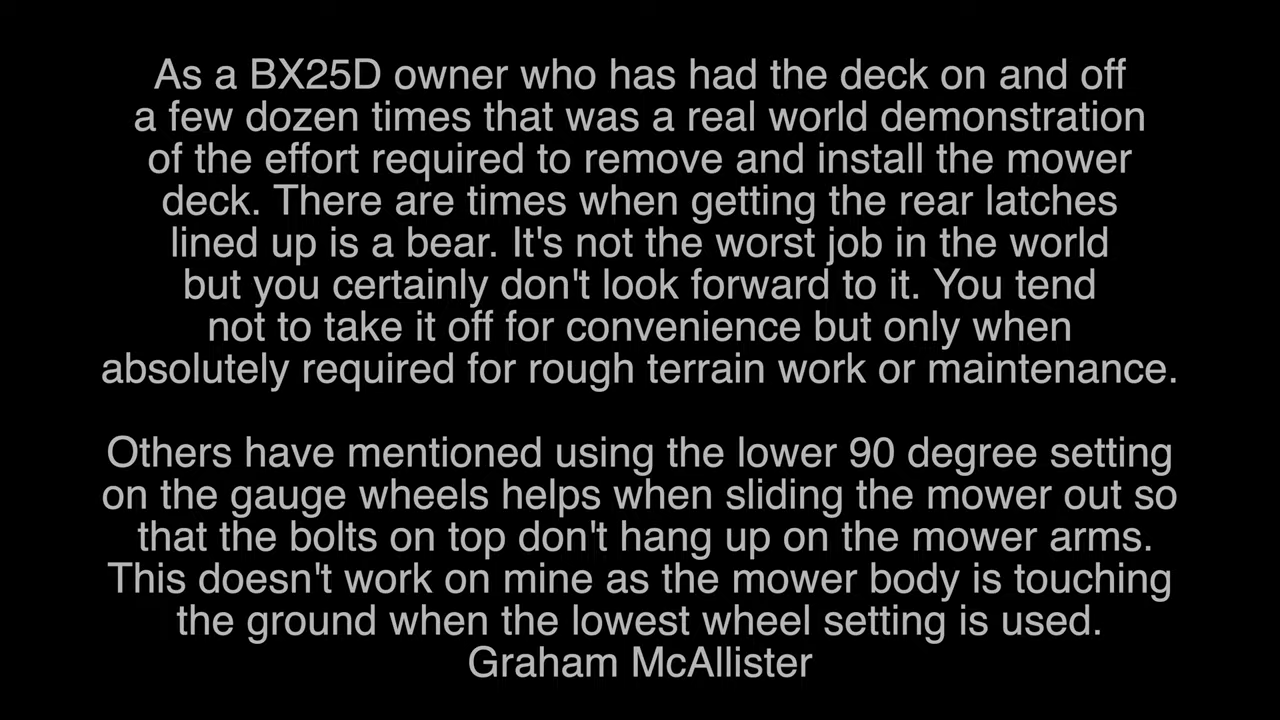 As a BX25D owner who has had the deck on and off
a few dozen times that was a real world demonstration
of the effort required to remove and install the mower
deck. There are times when getting the rear latches
lined up is a bear. It's not the worst job in the world
but you certainly don't look forward to it. You tend
not to take it off for convenience but only when
absolutely required for rough terrain work or maintenance.
Others have mentioned using the lower 90 degree setting
on the gauge wheels helps when sliding the mower out so
that the bolts on top don't hang up on the mower arms.
This doesn't work on mine as the mower body is touching
the ground when the lowest wheel setting is used.
Graham McAllister